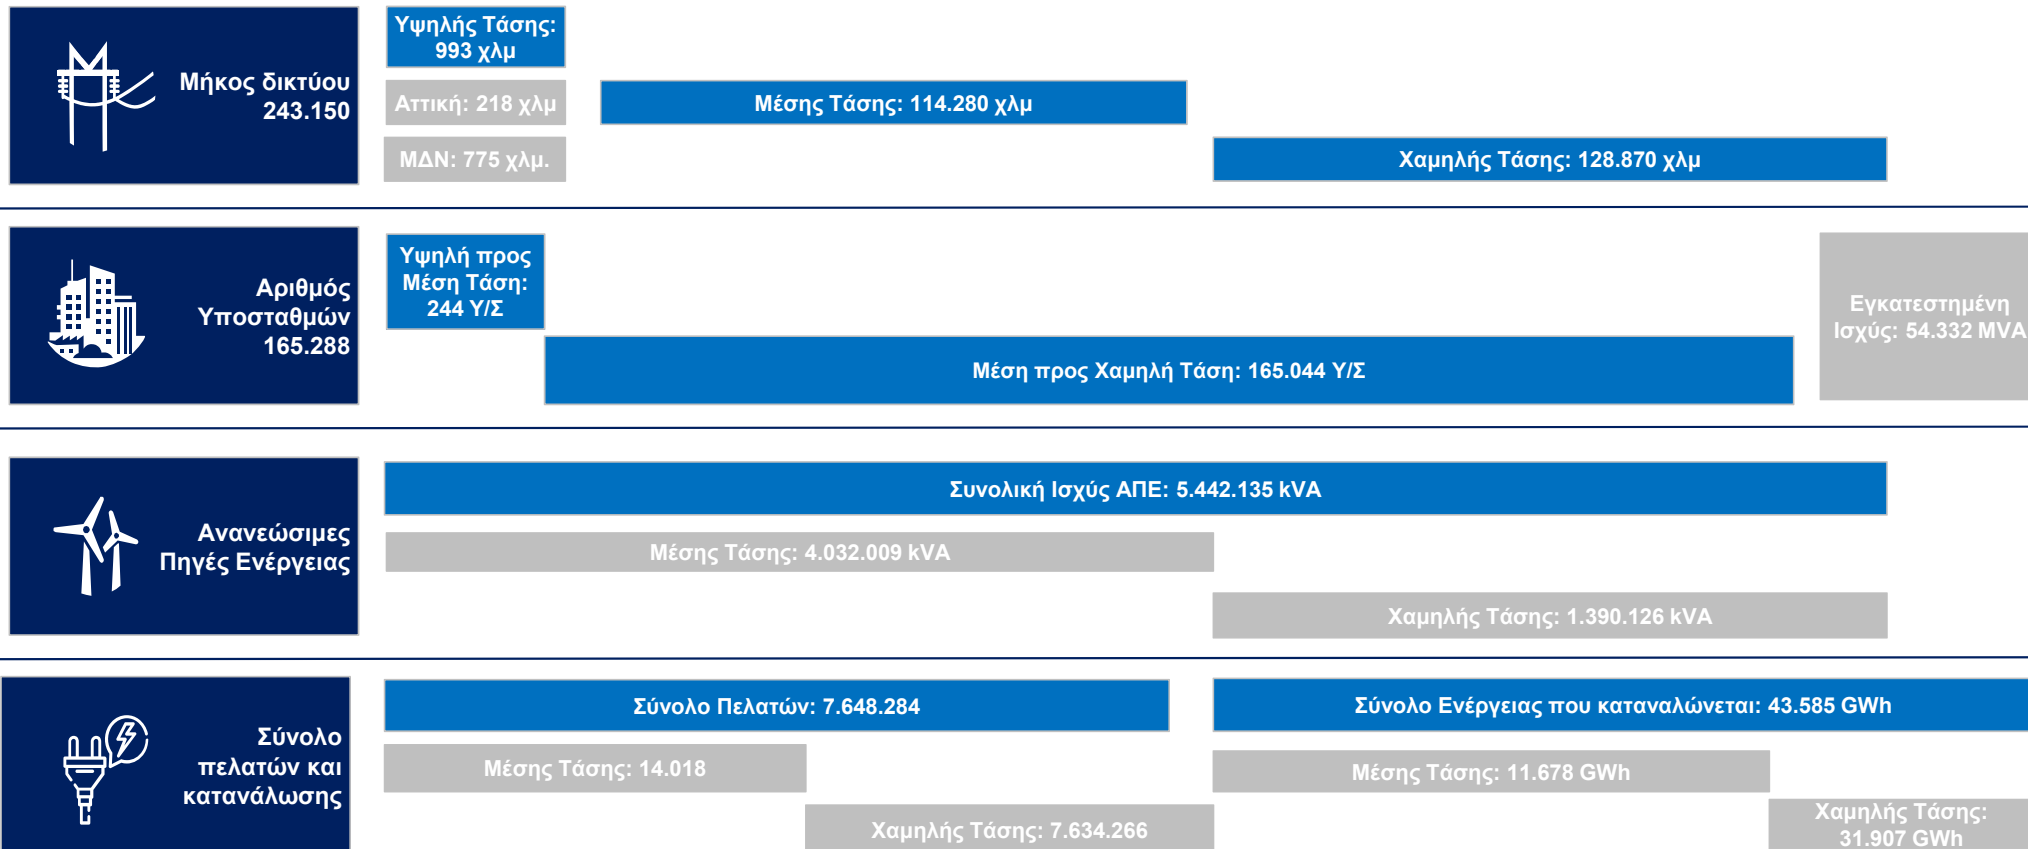 Μήκος δικτύου
243.150
Υψηλής Τάσης:
993 χλμ
Αττική: 218 χλμ
ΜΔΝ: 775 χλμ.
Μέσης Τάσης: 114.280 χλμ
Χαμηλής Τάσης: 128.870 χλμ
Αριθμός
Υποσταθμών
165.288
Υψηλή προς
Μέση Τάση:
244 Υ/Σ
Μέση προς Χαμηλή Τάση: 165.044 Υ/Σ
Εγκατεστημένη
Ισχύς: 54.332 MVA
Ανανεώσιμες
Πηγές Ενέργειας
Συνολική Ισχύς ΑΠΕ: 5.442.135 kVA
Μέσης Τάσης: 4.032.009 kVA
Χαμηλής Τάσης: 1.390.126 kVA
Σύνολο
πελατών και
κατανάλωσης
Σύνολο Πελατών: 7.648.284
Μέσης Τάσης: 14.018
Χαμηλής Τάσης: 7.634.266
Σύνολο Ενέργειας που καταναλώνεται: 43.585 GWh
Μέσης Τάσης: 11.678 GWh
Χαμηλής Τάσης:
31.907 GWh